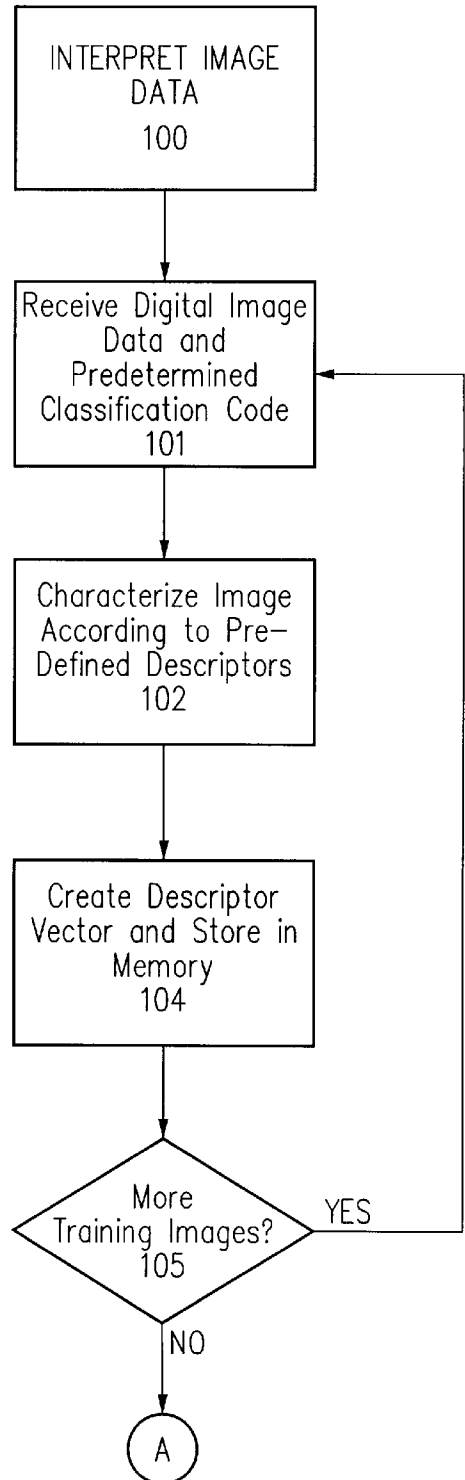 INTERPRET IMAGE
DATA
100
Receive Digital Image
Data and
Predetermined
Classification Code
101
Characterize Image
According to Pre-
Defined Descriptors
102
Create Descriptor
Vector and Store in
Memory
104
More
Training Images?
105
YES
NO
A